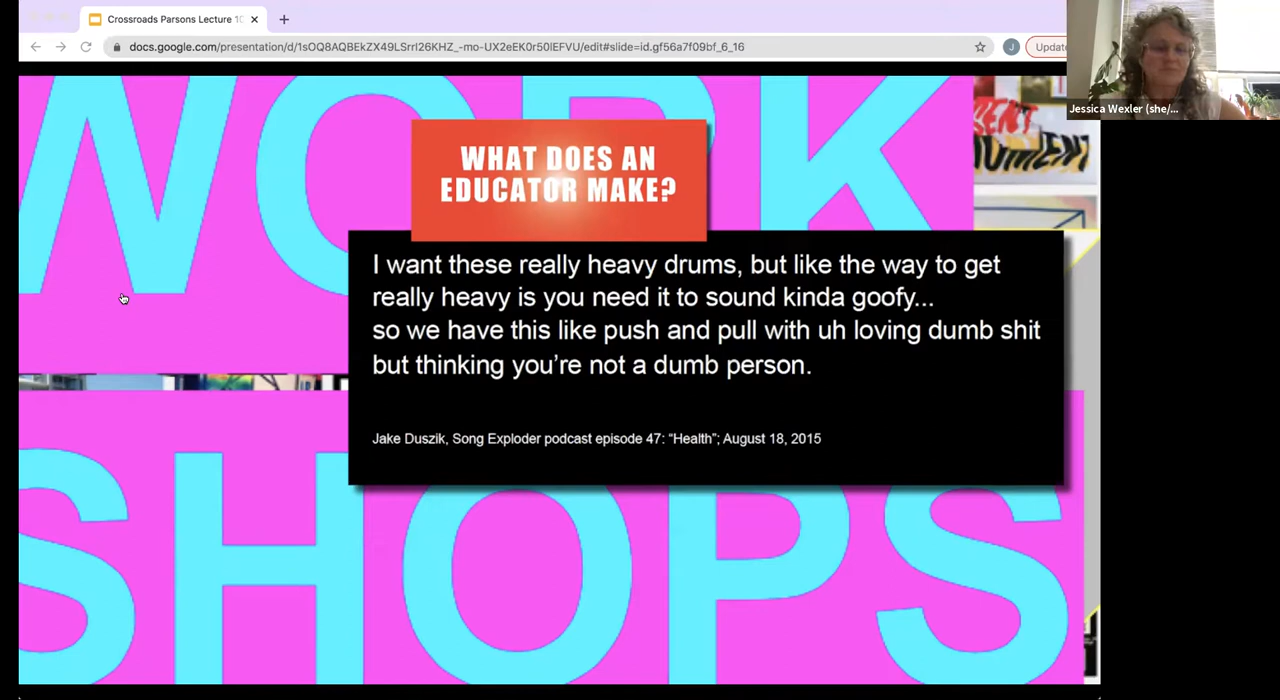 Crossroads Parsons Lecture 10
docs.google.com/presentation/d/1sOQ8AQBEkZX49LSrrI26KHZ_-mo-UX2eEK0r50lEFVU/edit#slide=id.gf56a7f09bf_6_16
J
Update
Jessica Wexler (she/...
WORK
WHAT DOES AN
EDUCATOR MAKE?
I want these really heavy drums, but like the way to get
really heavy is you need it to sound kinda goofy...
so we have this like push and pull with uh loving dumb shit
but thinking you're not a dumb person.
Jake Duszik, Song Exploder podcast episode 47: “Health”; August 18, 2015
SHOPS